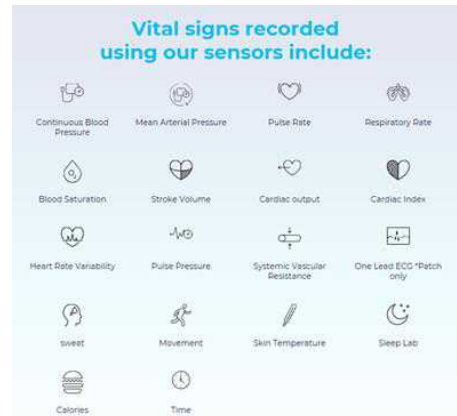 Vital signs recorded
using our sensors include:
Continuous Blood
Pressure
Mean Arterial Pressure
Pulse Rate
Respiratory Rate
O₂
Blood Saturation
Stroke Volume
Cardiac output
Cardiac Index
Heart Rate Variability
Pulse Pressure
Systemic Vascular
Resistance
One Lead ECG *Patch
only
sweat
Movement
Skin Temperature
Sleep Lab
Calories
Time